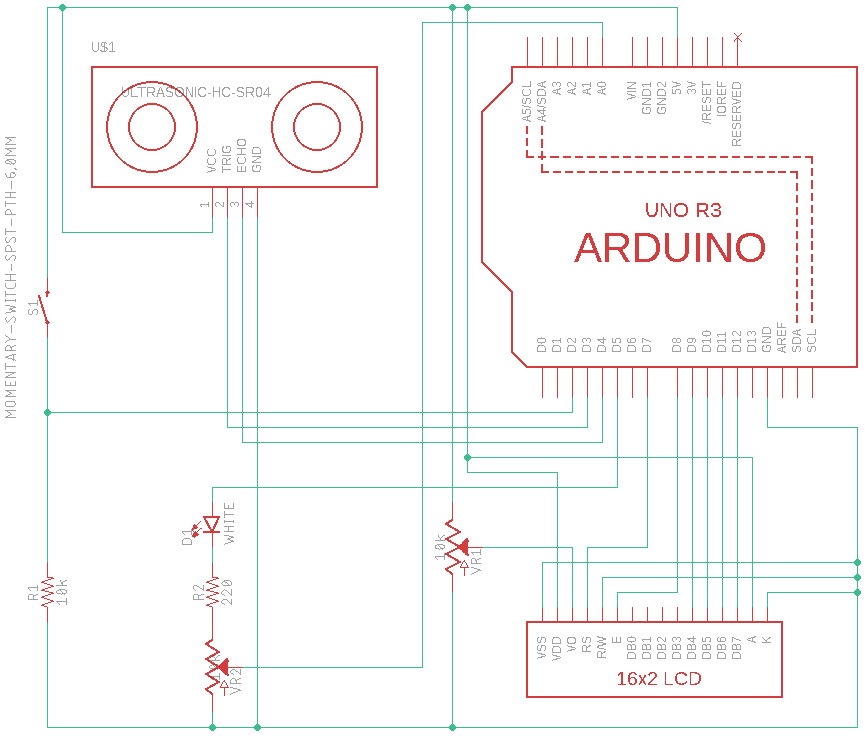 U$1
ULTRASONIC-HC-SR04
VCC
TRIG
ECHO
GND
1
2
3
4
A5/SCL
A4/SDA
A3
A2
A1
A0
VIN
GND1
GND2
5V
3V
/RESET
IOREF
RESERVED
UNO R3
ARDUINO
D0
D1
D2
D3
D4
D5
D6
D7
D8
D9
D10
D11
D12
D13
GND
AREF
SDA
SCL
MOMENTARY-SWITCH-SPST-PTH-6,0MM
S1
D1
WHITE
R1
10k
R2
220
VR2
10k
VR1
VSS
VDD
VO
RS
R/W
E
DB0
DB1
DB2
DB3
DB4
DB5
DB6
DB7
A
K
16x2 LCD